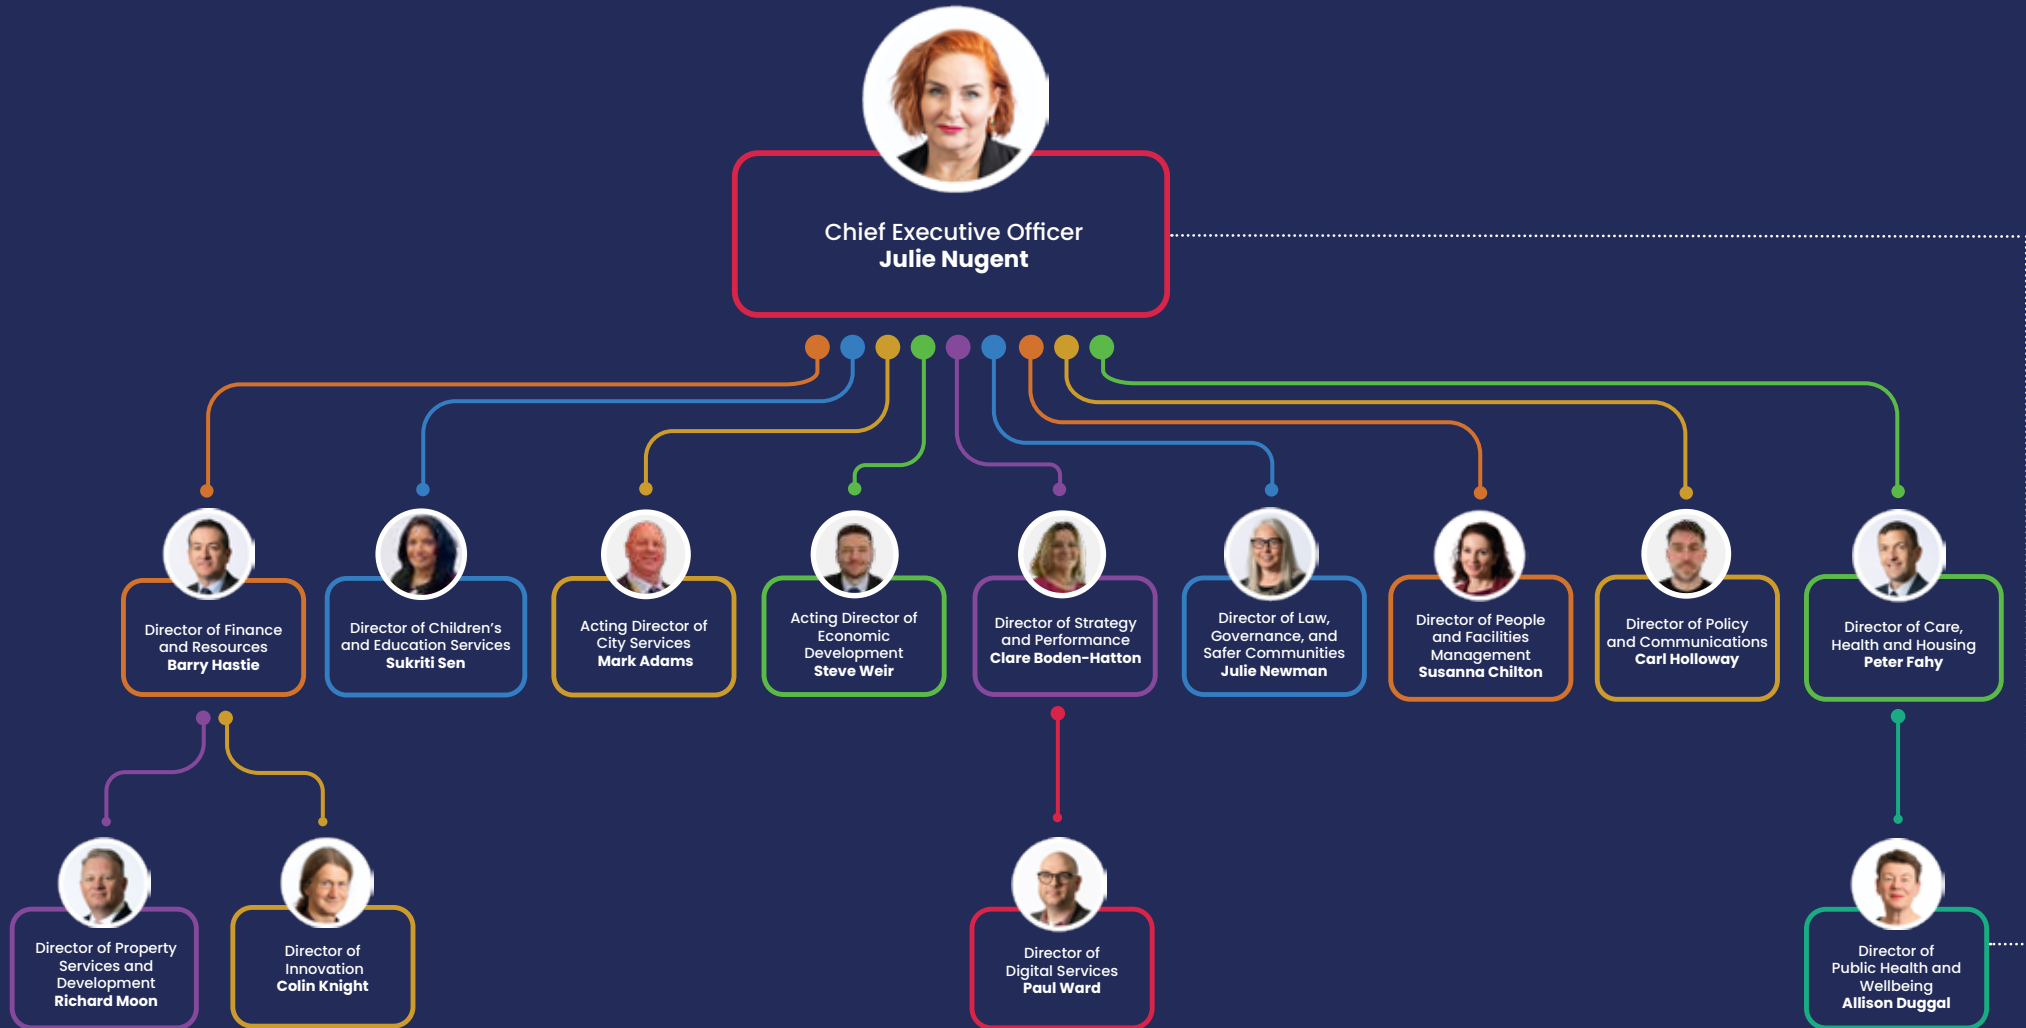 Chief Executive Officer
Julie Nugent
Director of Finance
and Resources
Barry Hastie
Director of Children's
and Education Services
Sukriti Sen
Acting Director of
City Services
Mark Adams
Acting Director of
Economic
Development
Steve Weir
Director of Strategy
and Performance
Clare Boden-Hatton
Director of Law,
Governance, and
Safer Communities
Julie Newman
Director of People
and Facilities
Management
Susanna Chilton
Director of Policy
and Communications
Carl Holloway
Director of Care,
Health and Housing
Peter Fahy
Director of Property
Services and
Development
Richard Moon
Director of
Innovation
Colin Knight
Director of
Digital Services
Paul Ward
Director of
Public Health and
Wellbeing
Allison Duggal